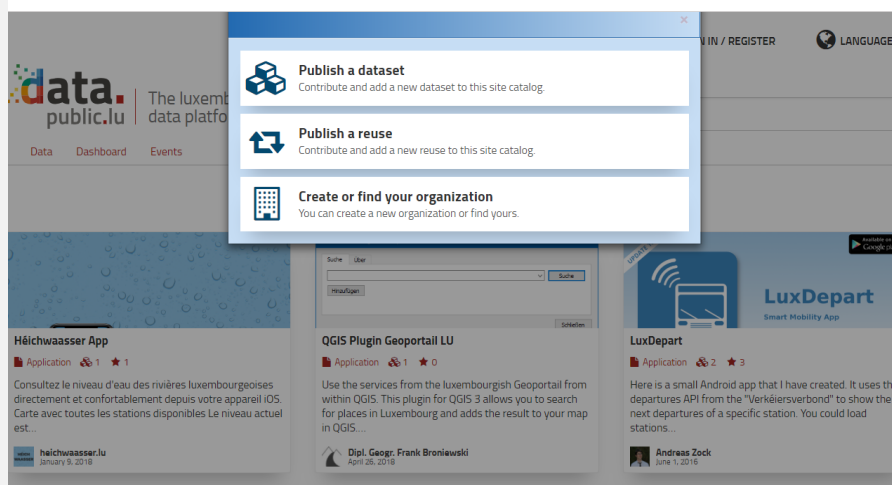 ×
IN / REGISTER
LANGUAGE
Publish a dataset
Contribute and add a new dataset to this site catalog.
data.
public.lu
The luxemb
data platfo
Publish a reuse
Contribute and add a new reuse to this site catalog.
Data Dashboard Events
Create or find your organization
You can create a new organization or find yours.
Suche Über
Suche
Hinzufügen
Schließen
UPDATE
Available on
Google pl
LuxDepart
Smart Mobility App
Héichwaasser App
Application 1 ★ 1
Consultez le niveau d'eau des rivières luxembourgeoises
directement et confortablement depuis votre appareil iOS.
Carte avec toutes les stations disponibles Le niveau actuel
est...
heichwaasser.lu
January 9, 2018
QGIS Plugin Geoportail LU
Application 1 ★ 0
Use the services from the luxembourgish Geoportail from
within QGIS. This plugin for QGIS 3 allows you to search
for places in Luxembourg and adds the result to your map
in QGIS....
Dipl. Geogr. Frank Broniewski
April 26, 2018
LuxDepart
Application 2 ★ 3
Here is a small Android app that I have created. It uses th
departures API from the "Verkéiersverbond" to show the
next departures of a specific station. You could load
stations...
Andreas Zock
June 1, 2016